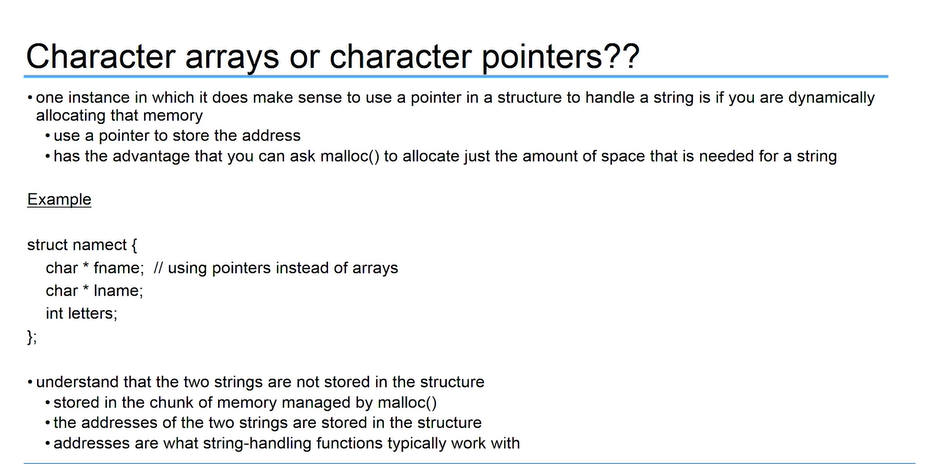 Character arrays or character pointers??
• one instance in which it does make sense to use a pointer in a structure to handle a string is if you are dynamically
allocating that memory
• use a pointer to store the address
• has the advantage that you can ask malloc() to allocate just the amount of space that is needed for a string
Example
struct namect {
char * fname;  // using pointers instead of arrays
char * lname;
int letters;
};
• understand that the two strings are not stored in the structure
• stored in the chunk of memory managed by malloc()
• the addresses of the two strings are stored in the structure
• addresses are what string-handling functions typically work with